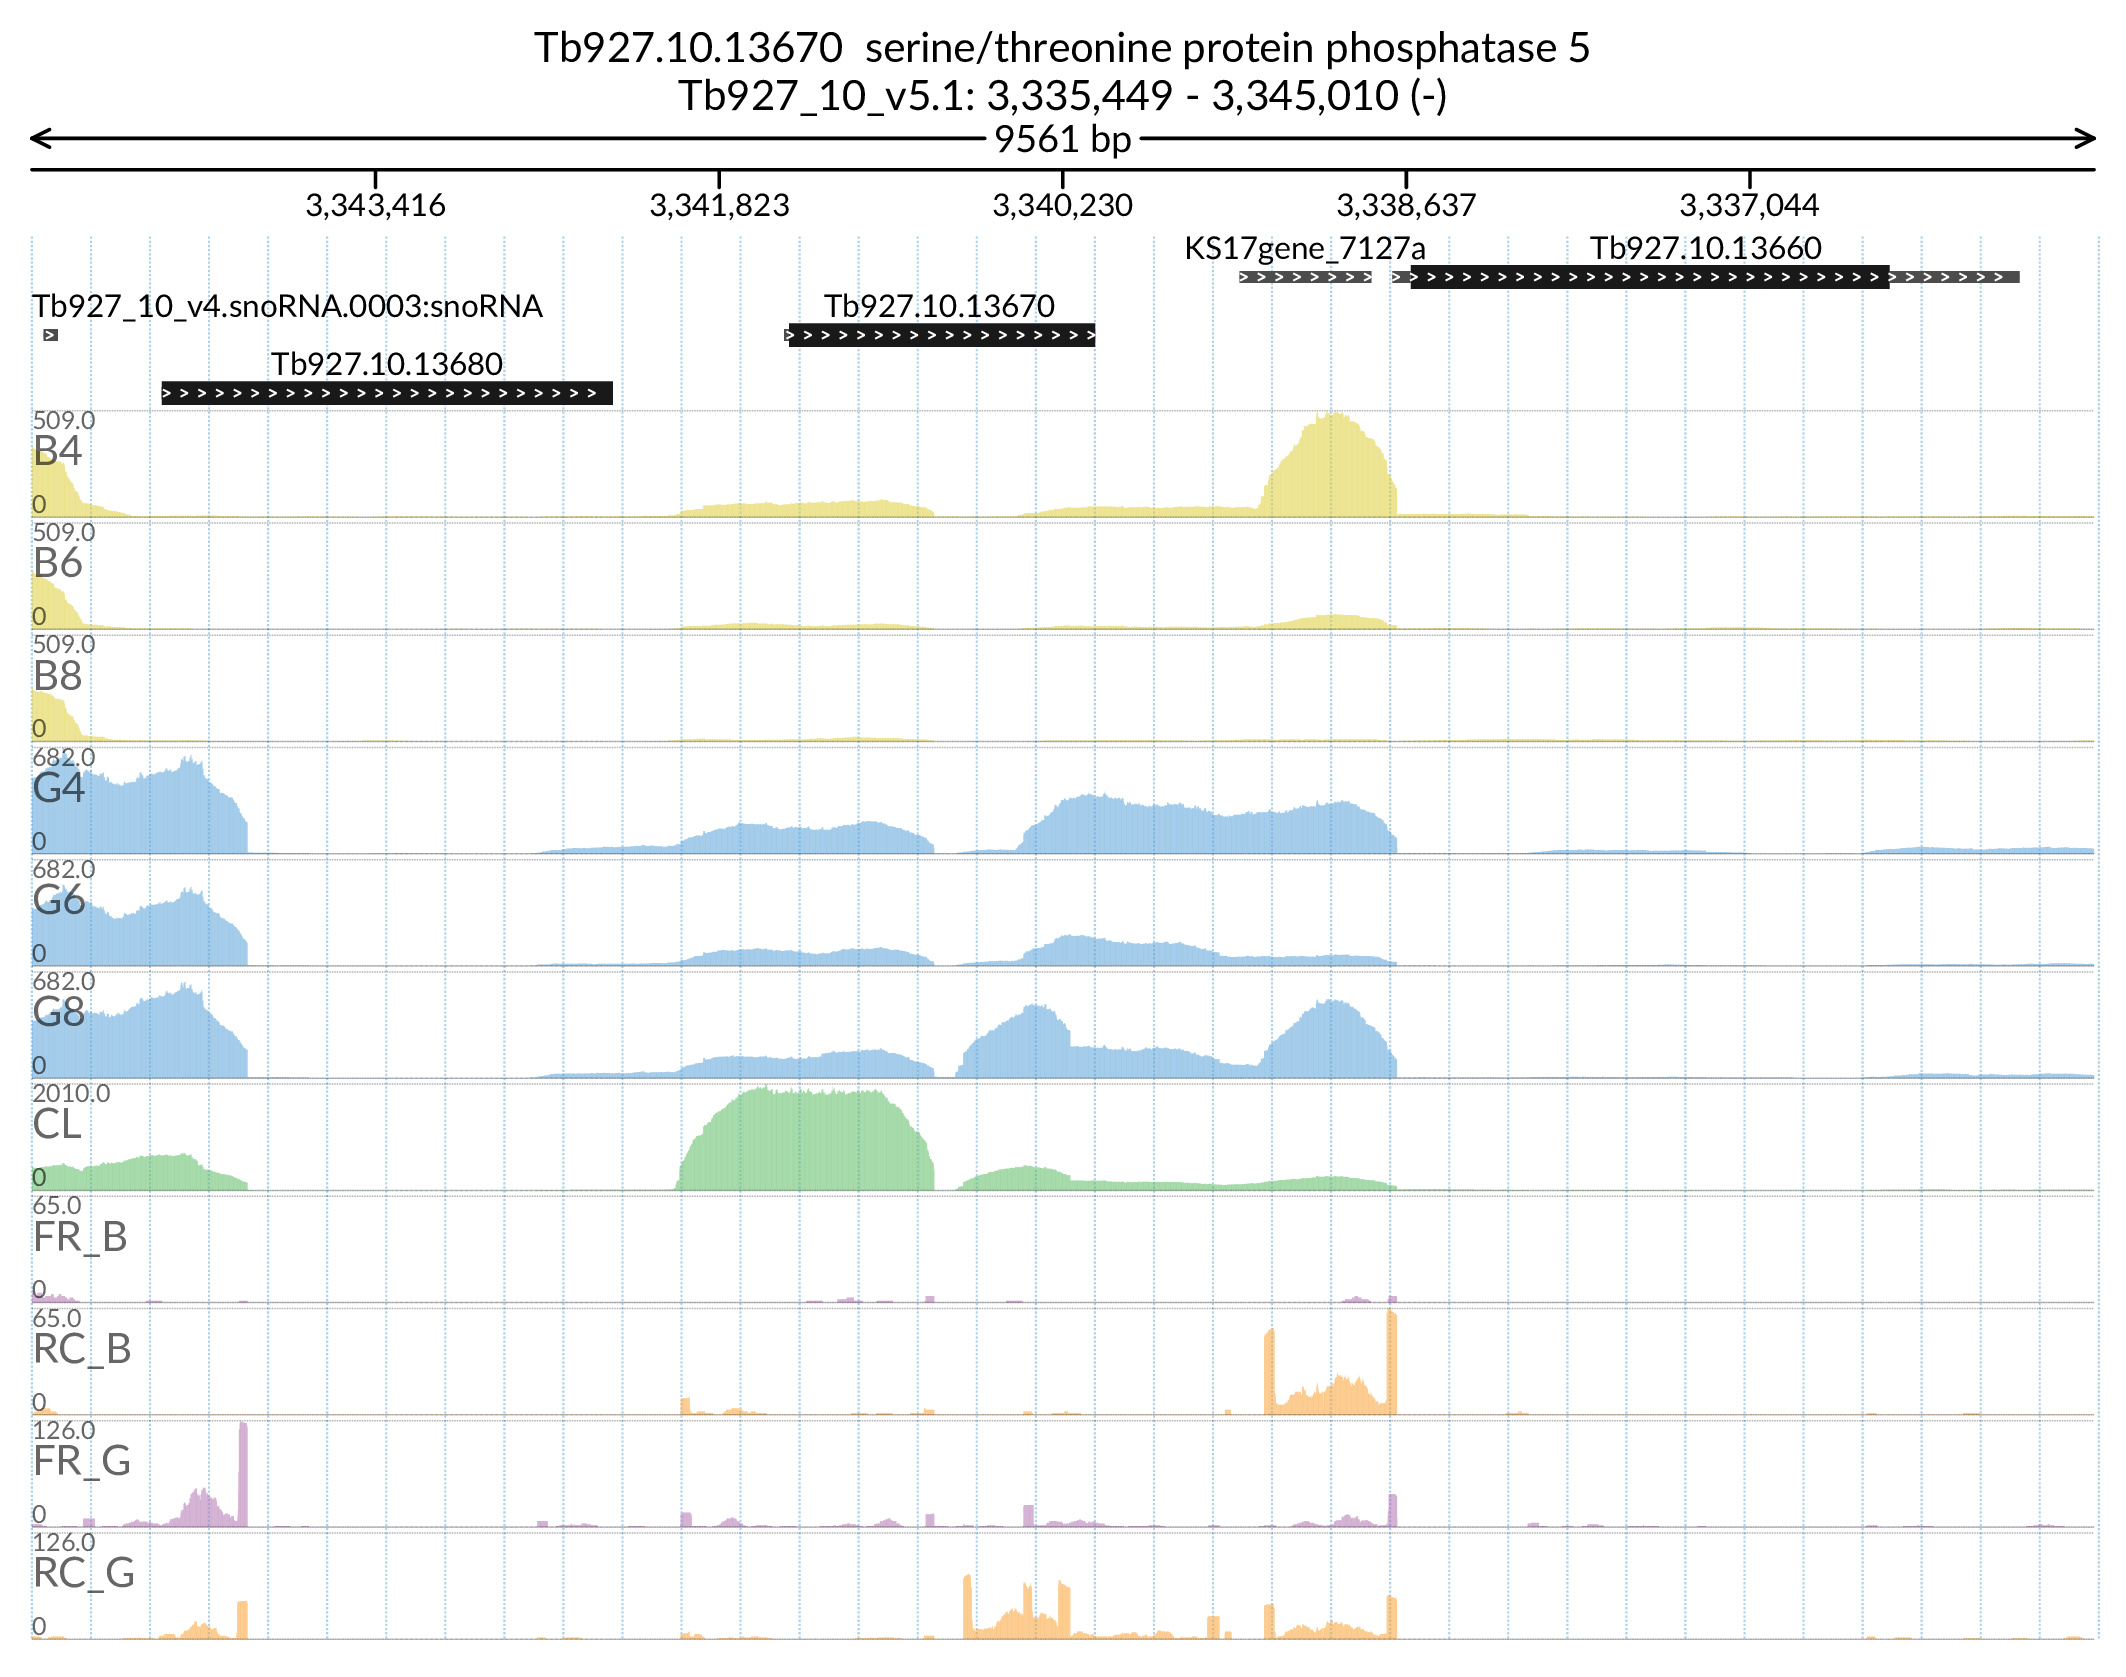 Tb927.10.13670  serine/threonine protein phosphatase 5
Tb927_10_v5.1: 3,335,449 - 3,345,010 (-)
9561 bp
3,343,416 3,341,823 3,340,230 3,338,637 3,337,044
KS17gene_7127a Tb927.10.13660
Tb927_10_v4.snoRNA.0003:snoRNA Tb927.10.13670
Tb927.10.13680
509.0
B4
0
509.0
B6
0
509.0
B8
0
682.0
G4
0
682.0
G6
0
682.0
G8
0
2010.0
CL
0
65.0
FR_B
0
65.0
RC_B
0
126.0
FR_G
0
126.0
RC_G
0